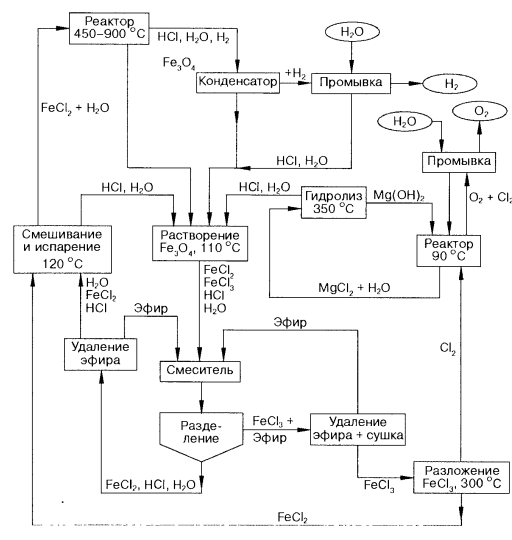 Реактор
450–900 °C
HCl, H₂O, H₂
H₂O
Fe₃O₄
Конденсатор
+H₂
Промывка
H₂
FeCl₂ + H₂O
H₂O
O₂
HCl, H₂O
Промывка
HCl, H₂O
HCl, H₂O
Гидролиз
350 °C
Mg(OH)₂
O₂ + Cl₂
Смешивание
и испарение
120 °C
Растворение
Fe₃O₄, 110 °C
Реактор
90 °C
H₂O
FeCl₂
HCl
FeCl₂
FeCl₃
HCl
H₂O
MgCl₂ + H₂O
Эфир
Эфир
Cl₂
Удаление
эфира
Смеситель
Разде-
ление
FeCl₃ +
Эфир
Удаление
эфира + сушка
FeCl₂, HCl, H₂O
FeCl₃
Разложение
FeCl₃, 300 °C
FeCl₂